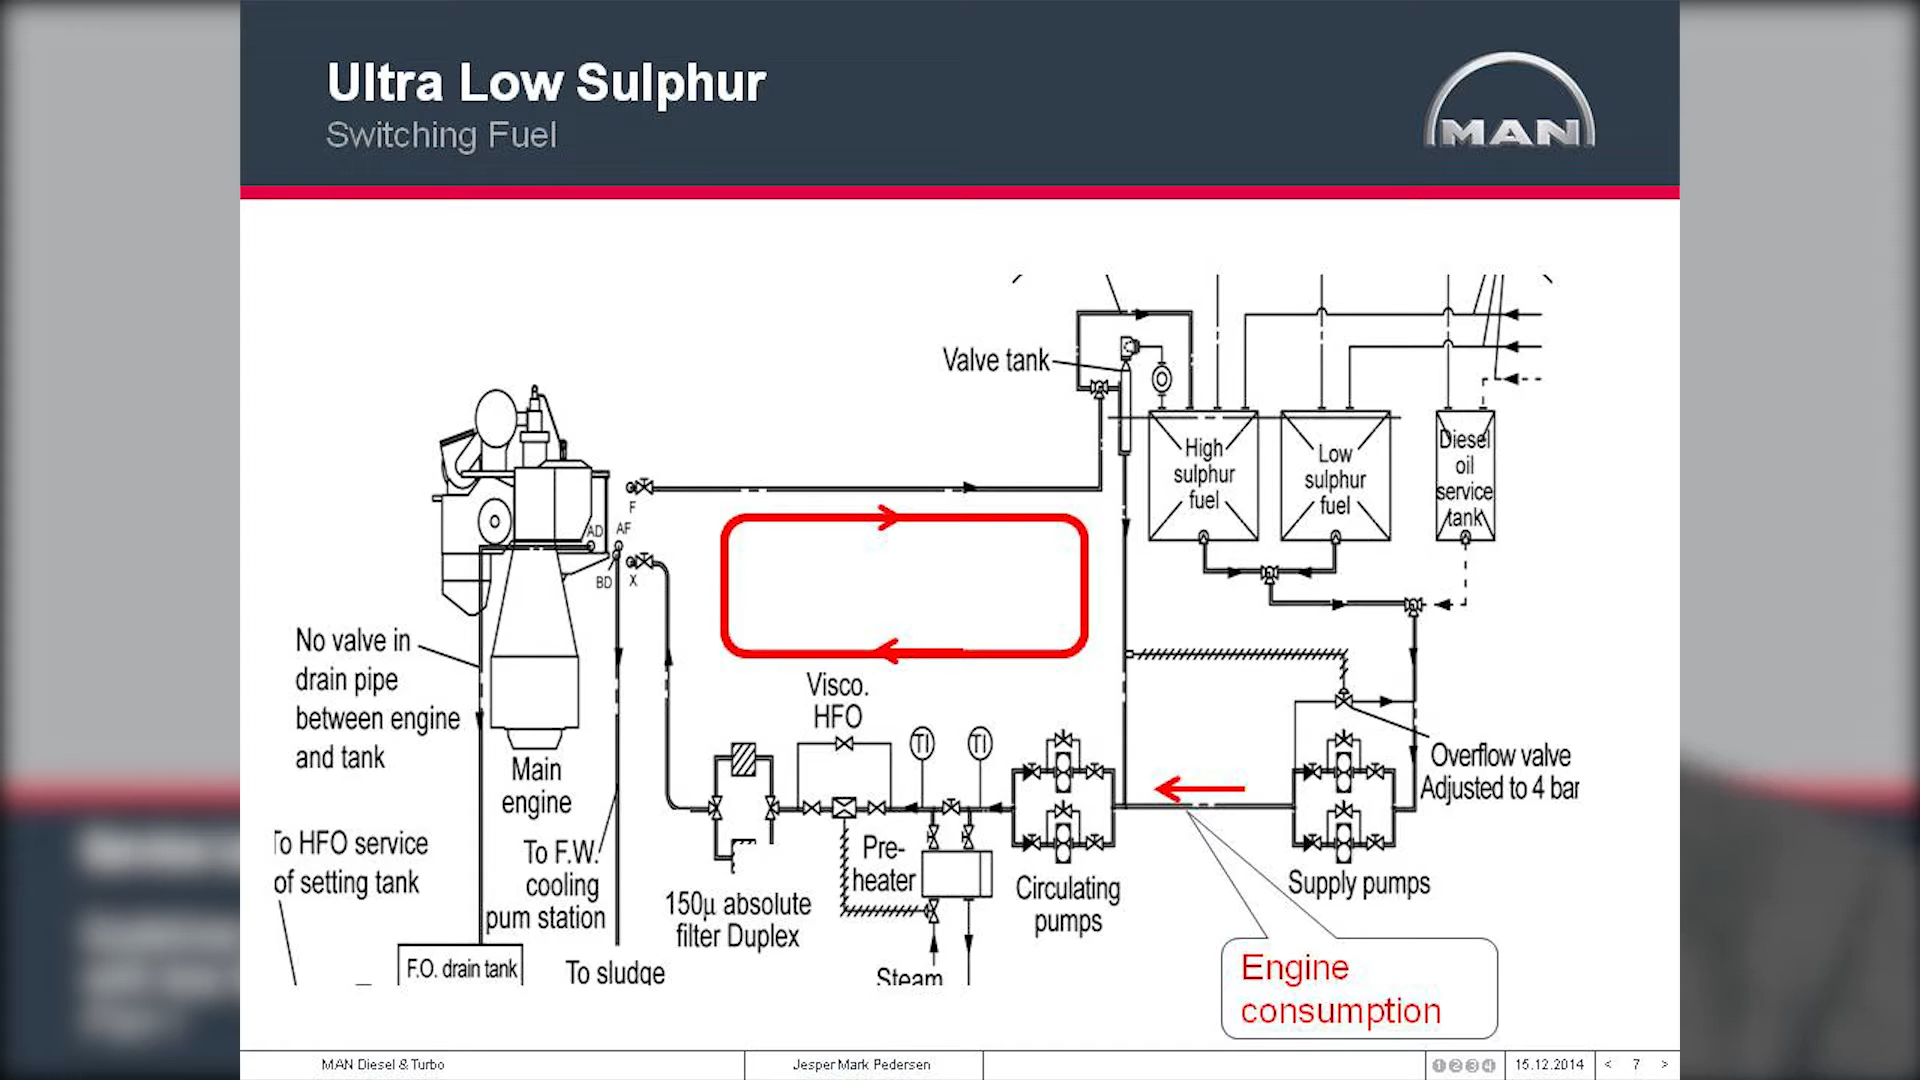 Ultra Low Sulphur
Switching Fuel
MAN
Valve tank
High
sulphur
fuel
Low
sulphur
fuel
Diesel
oil
service
tank
F
AD
AF
BD
X
No valve in
drain pipe
between engine
and tank
Main
engine
Visco.
HFO
TI
TI
Overflow valve
Adjusted to 4 bar
To HFO service
of setting tank
To F.W.
cooling
pum station
150μ absolute
filter Duplex
Pre-
heater
Circulating
pumps
Supply pumps
F.O. drain tank
To sludge
Steam
Engine
consumption
MAN Diesel & Turbo
Jesper Mark Pedersen
1 2 3 4
15.12.2014
< 7 >